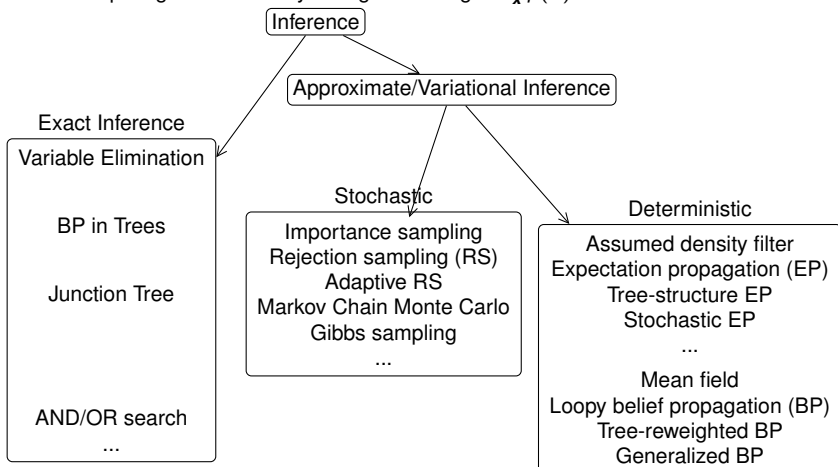 Inference
Approximate/Variational Inference
Exact Inference
Variable Elimination
BP in Trees
Junction Tree
AND/OR search
...
Stochastic
Importance sampling
Rejection sampling (RS)
Adaptive RS
Markov Chain Monte Carlo
Gibbs sampling
...
Deterministic
Assumed density filter
Expectation propagation (EP)
Tree-structure EP
Stochastic EP
...
Mean field
Loopy belief propagation (BP)
Tree-reweighted BP
Generalized BP